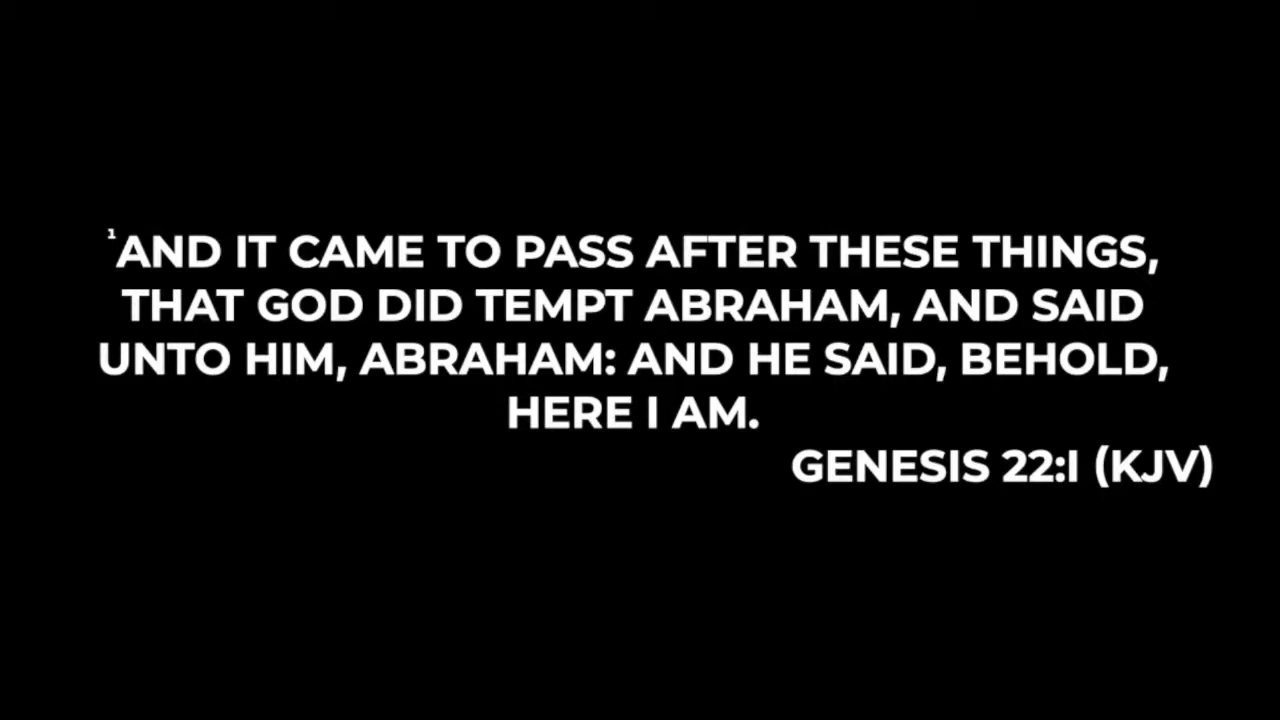 ¹AND IT CAME TO PASS AFTER THESE THINGS,
THAT GOD DID TEMPT ABRAHAM, AND SAID
UNTO HIM, ABRAHAM: AND HE SAID, BEHOLD,
HERE I AM.
GENESIS 22:I (KJV)